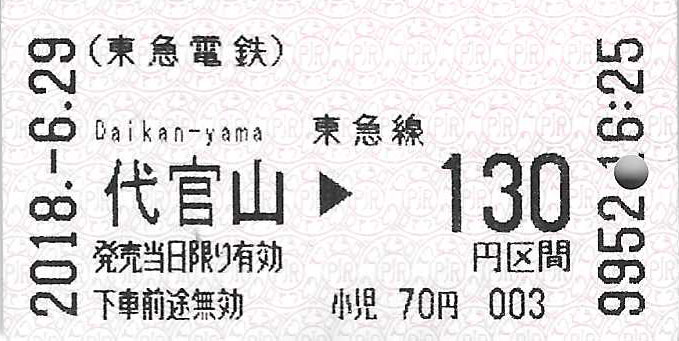 2018.-6.29
(東急電鉄)
Daikan-yama 東急線
代官山▶130
発売当日限り有効 円区間
下車前途無効 小児 70円 003
9952 16:25